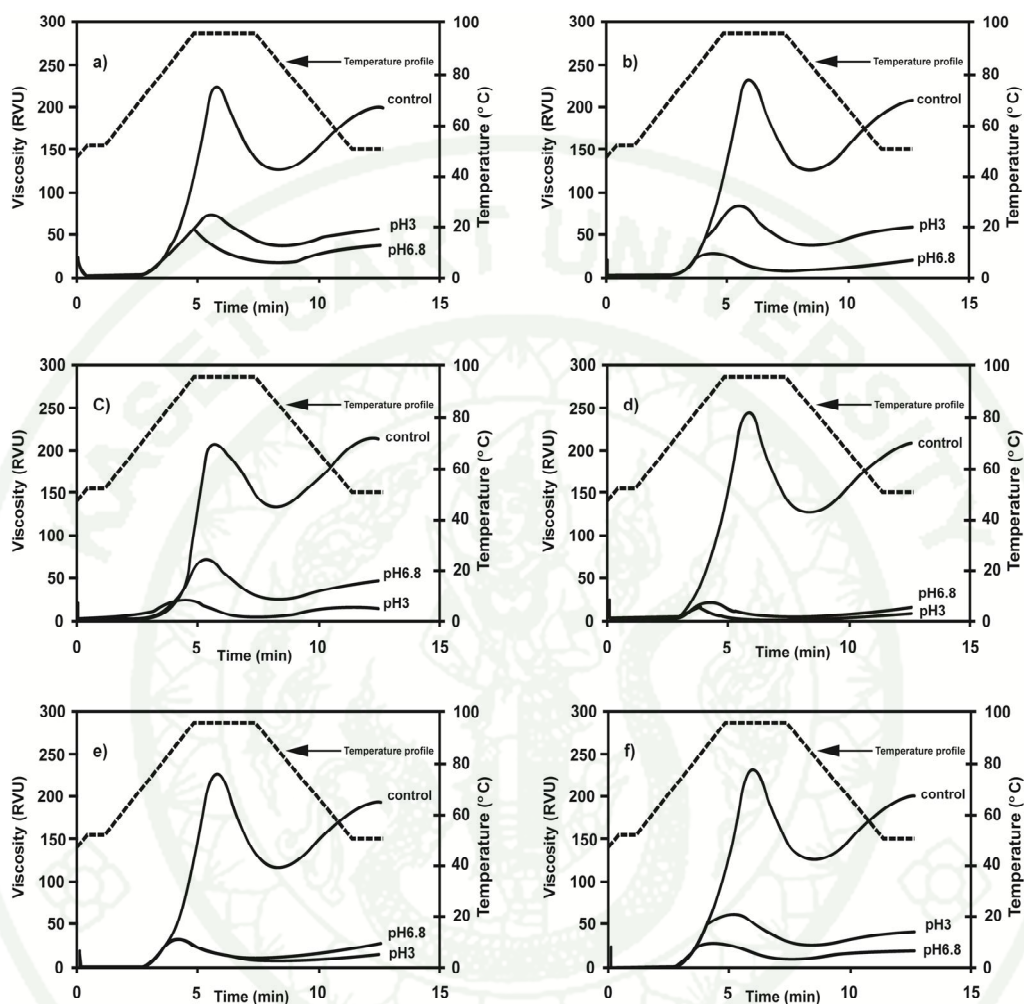 a)
300
250
200
150
100
50
0
Viscosity (RVU)
Temperature profile
control
pH3
pH6.8
100
80
60
40
20
0
Temperature (°C)
0
5
10
15
Time (min)
b)
300
250
200
150
100
50
0
Viscosity (RVU)
Temperature profile
control
pH3
pH6.8
100
80
60
40
20
0
Temperature (°C)
0
5
10
15
Time (min)
C)
300
250
200
150
100
50
0
Viscosity (RVU)
Temperature profile
control
pH6.8
pH3
100
80
60
40
20
0
Temperature (°C)
0
5
10
15
Time (min)
d)
300
250
200
150
100
50
0
Viscosity (RVU)
Temperature profile
control
pH6.8
pH3
100
80
60
40
20
0
Temperature (°C)
0
5
10
15
Time (min)
e)
300
250
200
150
100
50
0
Viscosity (RVU)
Temperature profile
control
pH6.8
pH3
100
80
60
40
20
0
Temperature (°C)
0
5
10
15
Time (min)
f)
300
250
200
150
100
50
0
Viscosity (RVU)
Temperature profile
control
pH3
pH6.8
100
80
60
40
20
0
Temperature (°C)
0
5
10
15
Time (min)
KASETSART UNIVERSITY